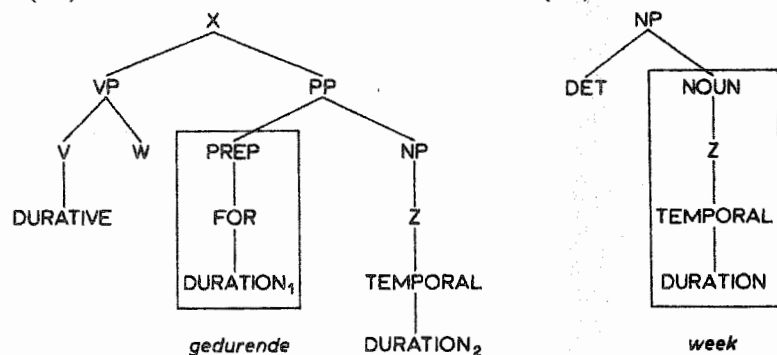 X NP
VP PP DET NOUN
V W PREP NP Z
DURATIVE FOR Z TEMPORAL
DURATION₁ TEMPORAL DURATION
gedurende DURATION₂ week